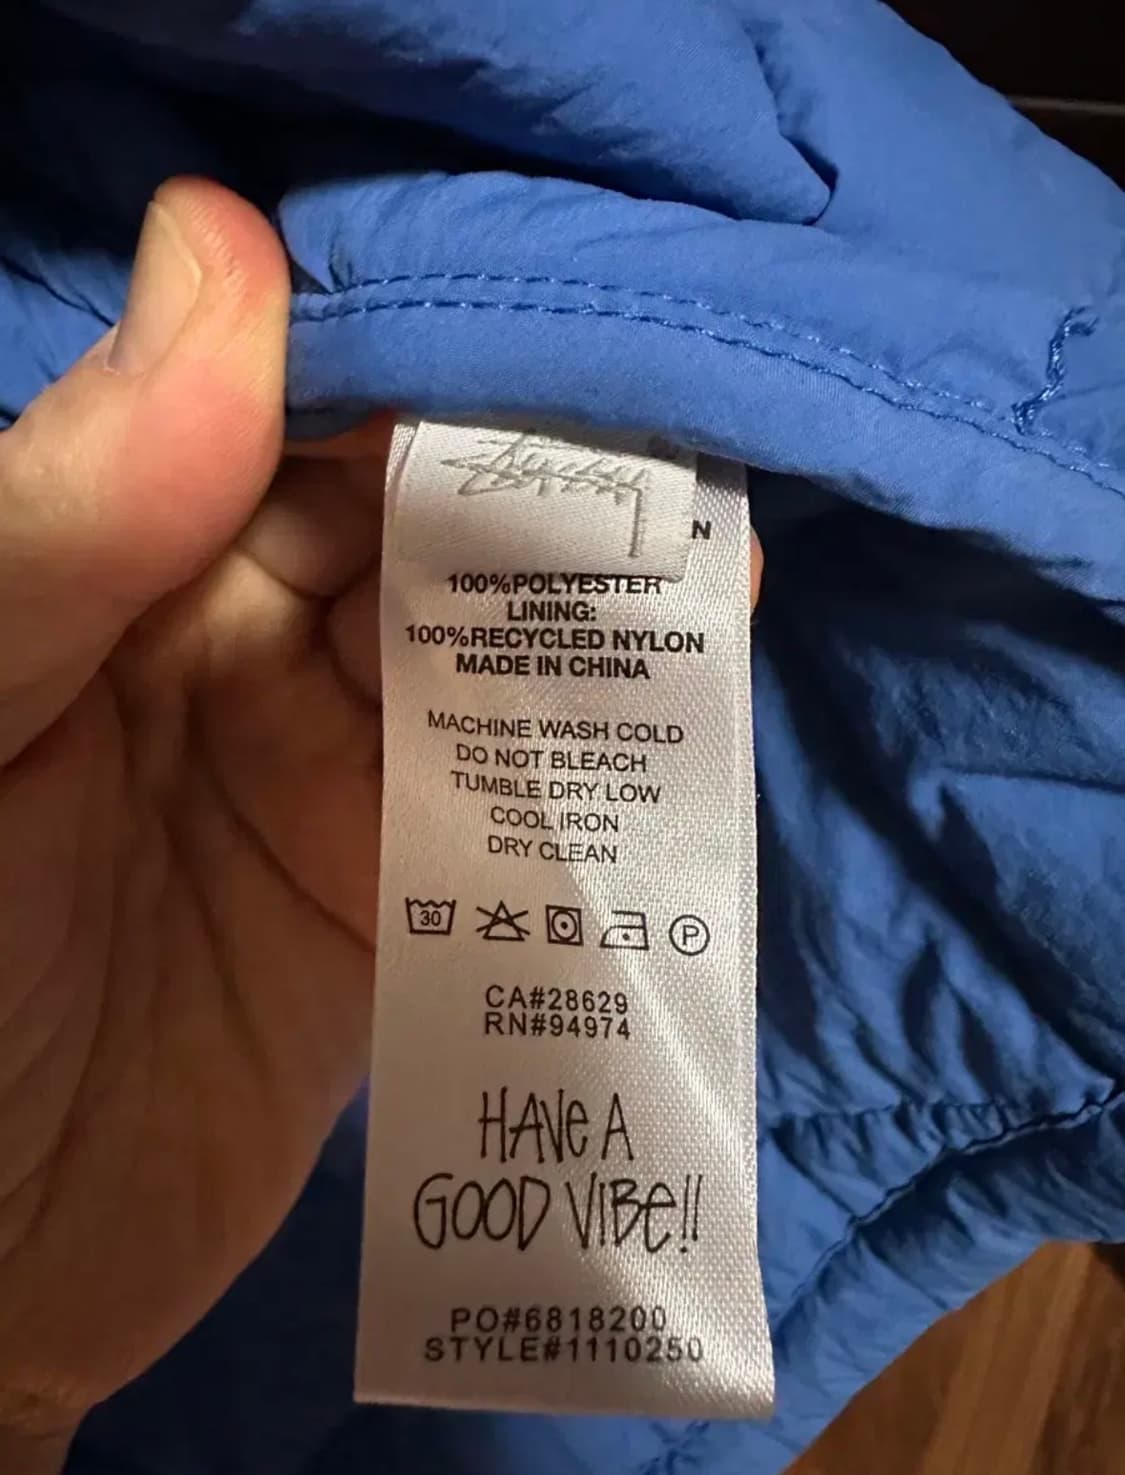 Stüssy
N
100%POLYESTER
LINING:
100%RECYCLED NYLON
MADE IN CHINA
MACHINE WASH COLD
DO NOT BLEACH
TUMBLE DRY LOW
COOL IRON
DRY CLEAN
30 P
CA#28629
RN#94974
HAVE A
GOOD VIBE!!
PO#6818200
STYLE#1110250